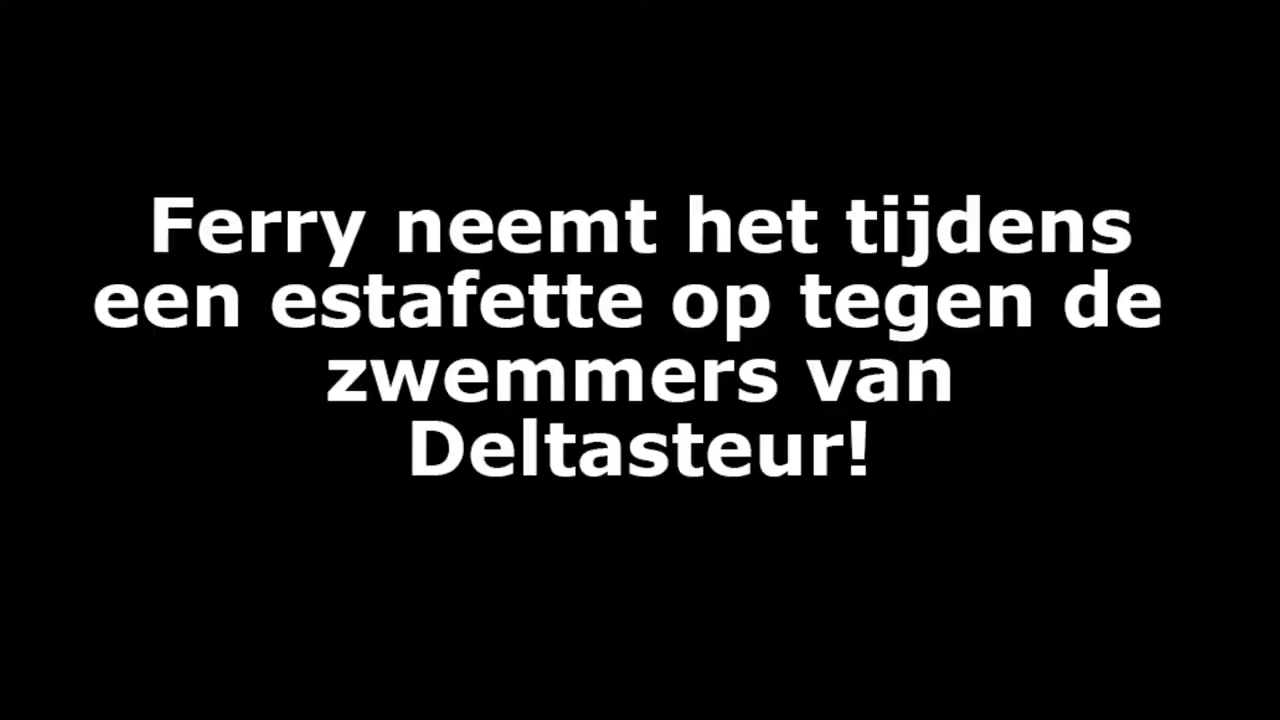 Ferry neemt het tijdens
een estafette op tegen de
zwemmers van
Deltasteur!